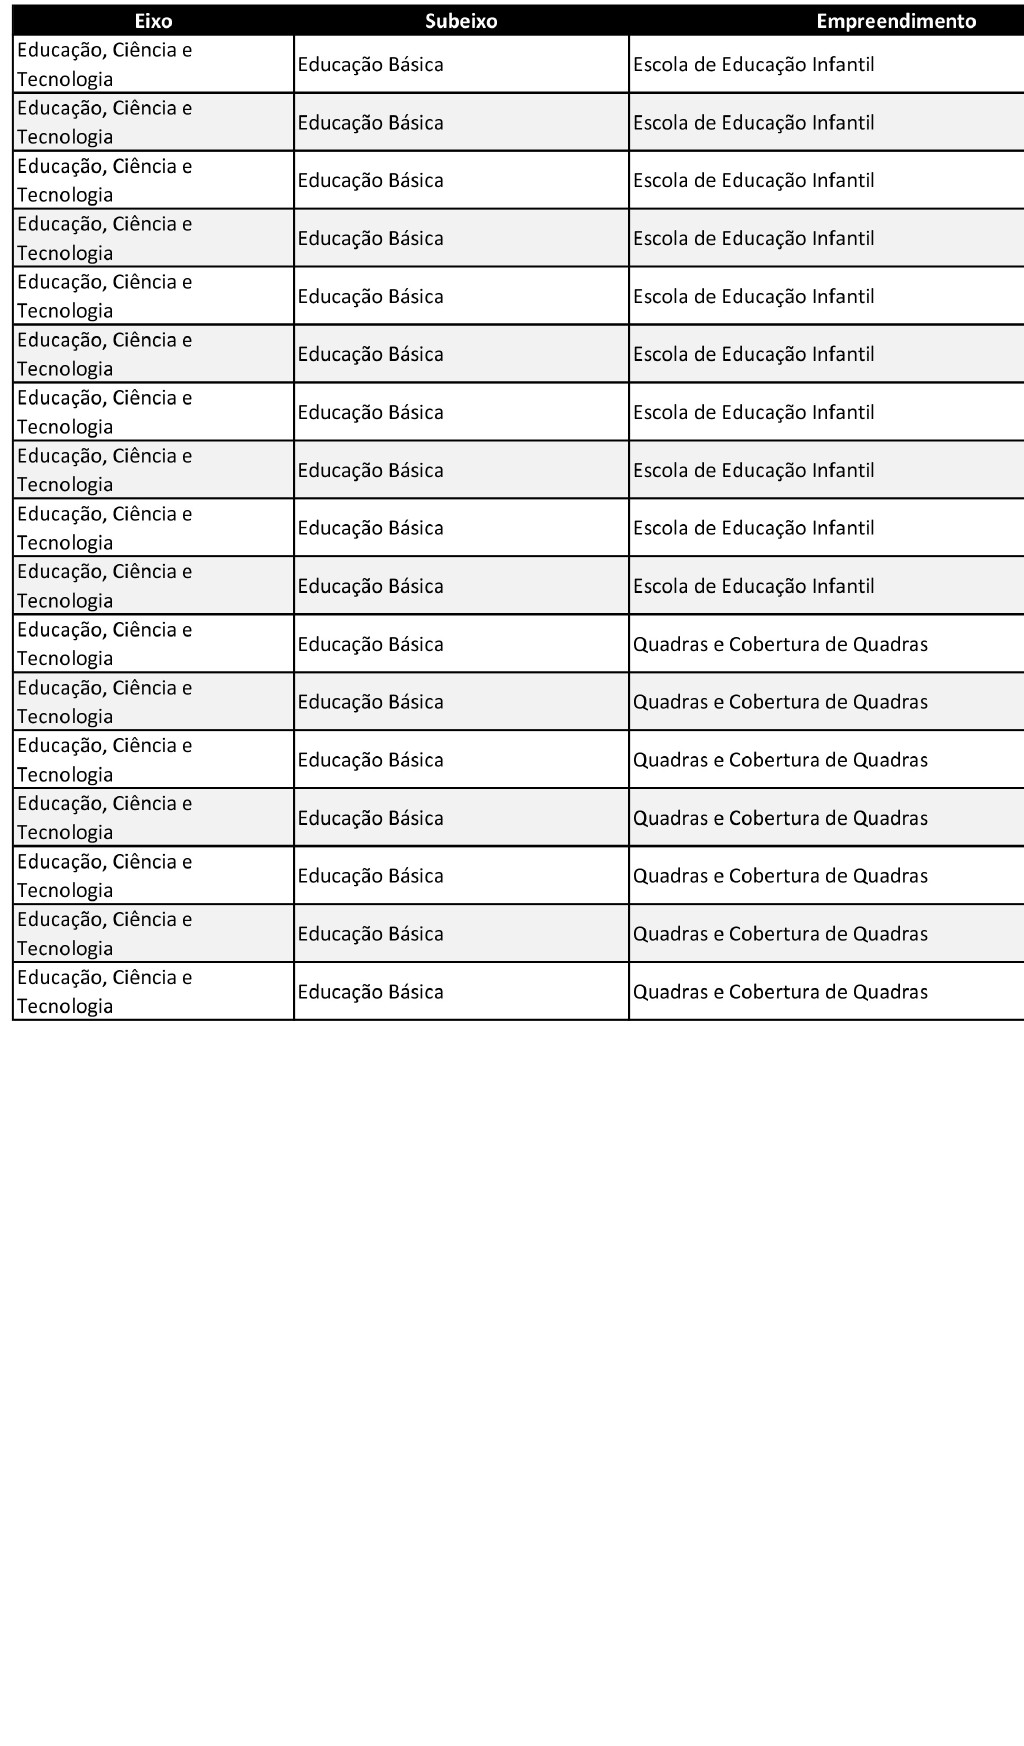 Eixo Subeixo Empreendimento
Educação, Ciência e
Tecnologia
Educação Básica
Escola de Educação Infantil
Educação, Ciência e
Tecnologia
Educação Básica
Escola de Educação Infantil
Educação, Ciência e
Tecnologia
Educação Básica
Escola de Educação Infantil
Educação, Ciência e
Tecnologia
Educação Básica
Escola de Educação Infantil
Educação, Ciência e
Tecnologia
Educação Básica
Escola de Educação Infantil
Educação, Ciência e
Tecnologia
Educação Básica
Escola de Educação Infantil
Educação, Ciência e
Tecnologia
Educação Básica
Escola de Educação Infantil
Educação, Ciência e
Tecnologia
Educação Básica
Escola de Educação Infantil
Educação, Ciência e
Tecnologia
Educação Básica
Escola de Educação Infantil
Educação, Ciência e
Tecnologia
Educação Básica
Escola de Educação Infantil
Educação, Ciência e
Tecnologia
Educação Básica
Quadras e Cobertura de Quadras
Educação, Ciência e
Tecnologia
Educação Básica
Quadras e Cobertura de Quadras
Educação, Ciência e
Tecnologia
Educação Básica
Quadras e Cobertura de Quadras
Educação, Ciência e
Tecnologia
Educação Básica
Quadras e Cobertura de Quadras
Educação, Ciência e
Tecnologia
Educação Básica
Quadras e Cobertura de Quadras
Educação, Ciência e
Tecnologia
Educação Básica
Quadras e Cobertura de Quadras
Educação, Ciência e
Tecnologia
Educação Básica
Quadras e Cobertura de Quadras